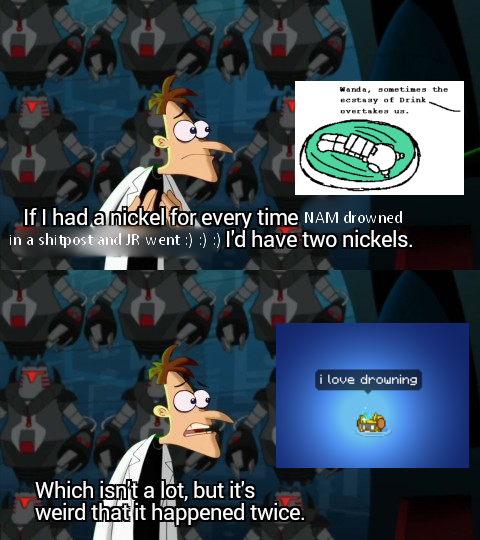 Wanda, sometimes the
ecstasy of Drink
overtakes us.
If I had a nickel for every time NAM drowned
in a shitpost and JR went :) :) :) I'd have two nickels.
i love drowning
Which isn't a lot, but it's
weird that it happened twice.